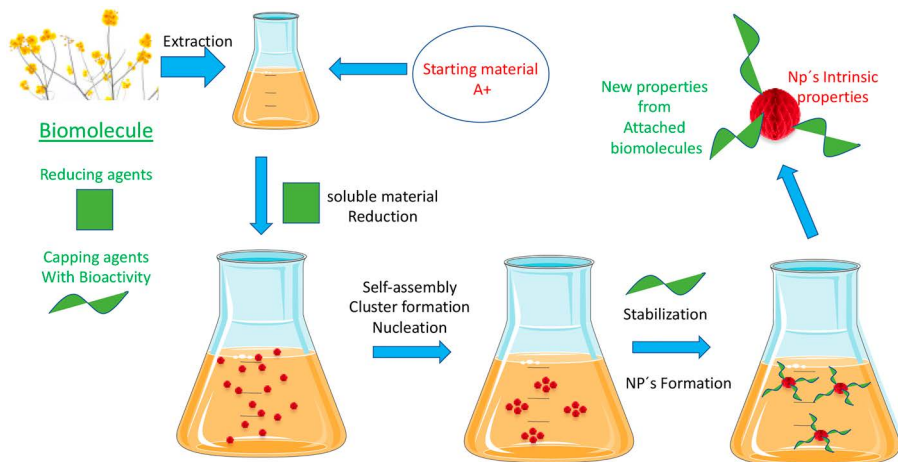 Extraction
Starting material
A+
Biomolecule
Reducing agents
Capping agents
With Bioactivity
soluble material
Reduction
Self-assembly
Cluster formation
Nucleation
Stabilization
NP´s Formation
New properties
from
Attached
biomolecules
Np´s Intrinsic
properties